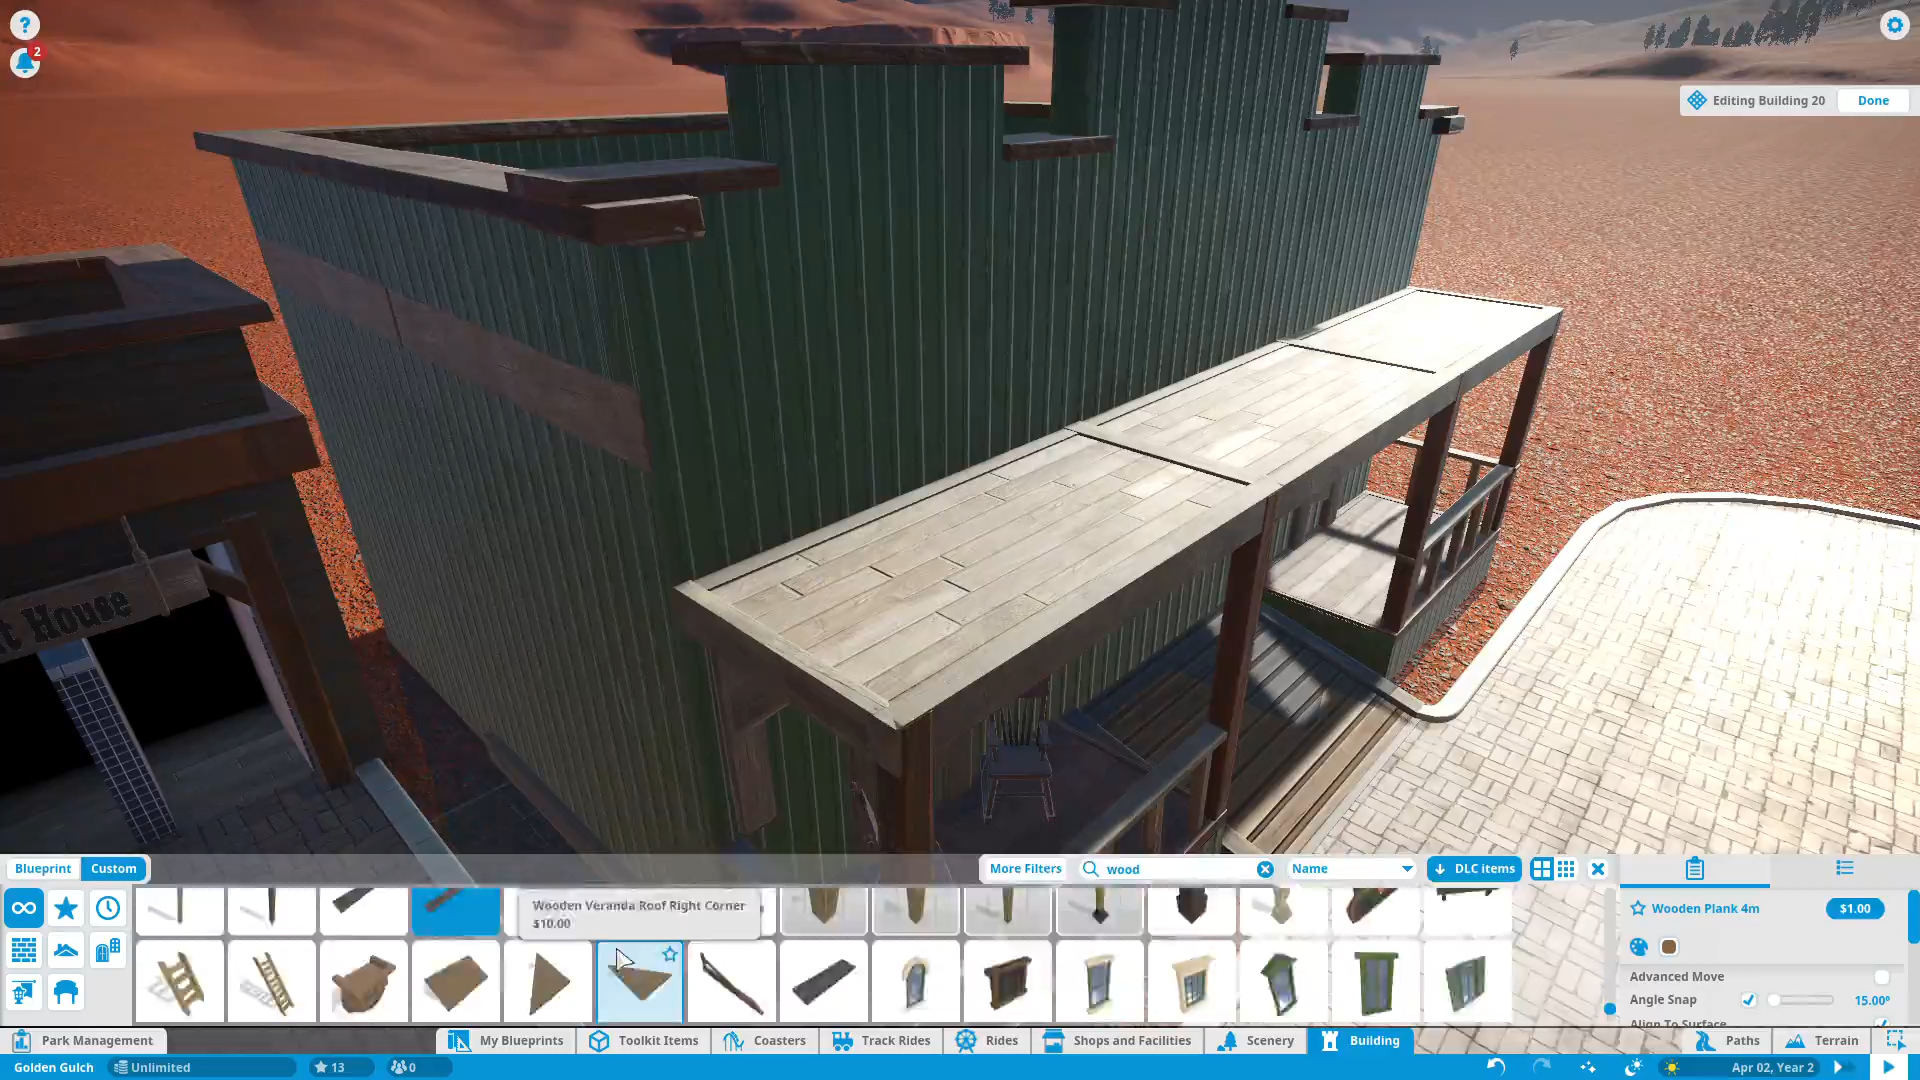 ?
2
Editing Building 20
Done
t House
Blueprint
Custom
More Filters
wood
Name
DLC items
Wooden Veranda Roof Right Corner
$10.00
Wooden Plank 4m
$1.00
Advanced Move
Angle Snap
15.00°
Align To Surface
Park Management
My Blueprints
Toolkit Items
Coasters
Track Rides
Rides
Shops and Facilities
Scenery
Building
Paths
Terrain
Golden Gulch
Unlimited
13
0
Apr 02, Year 2